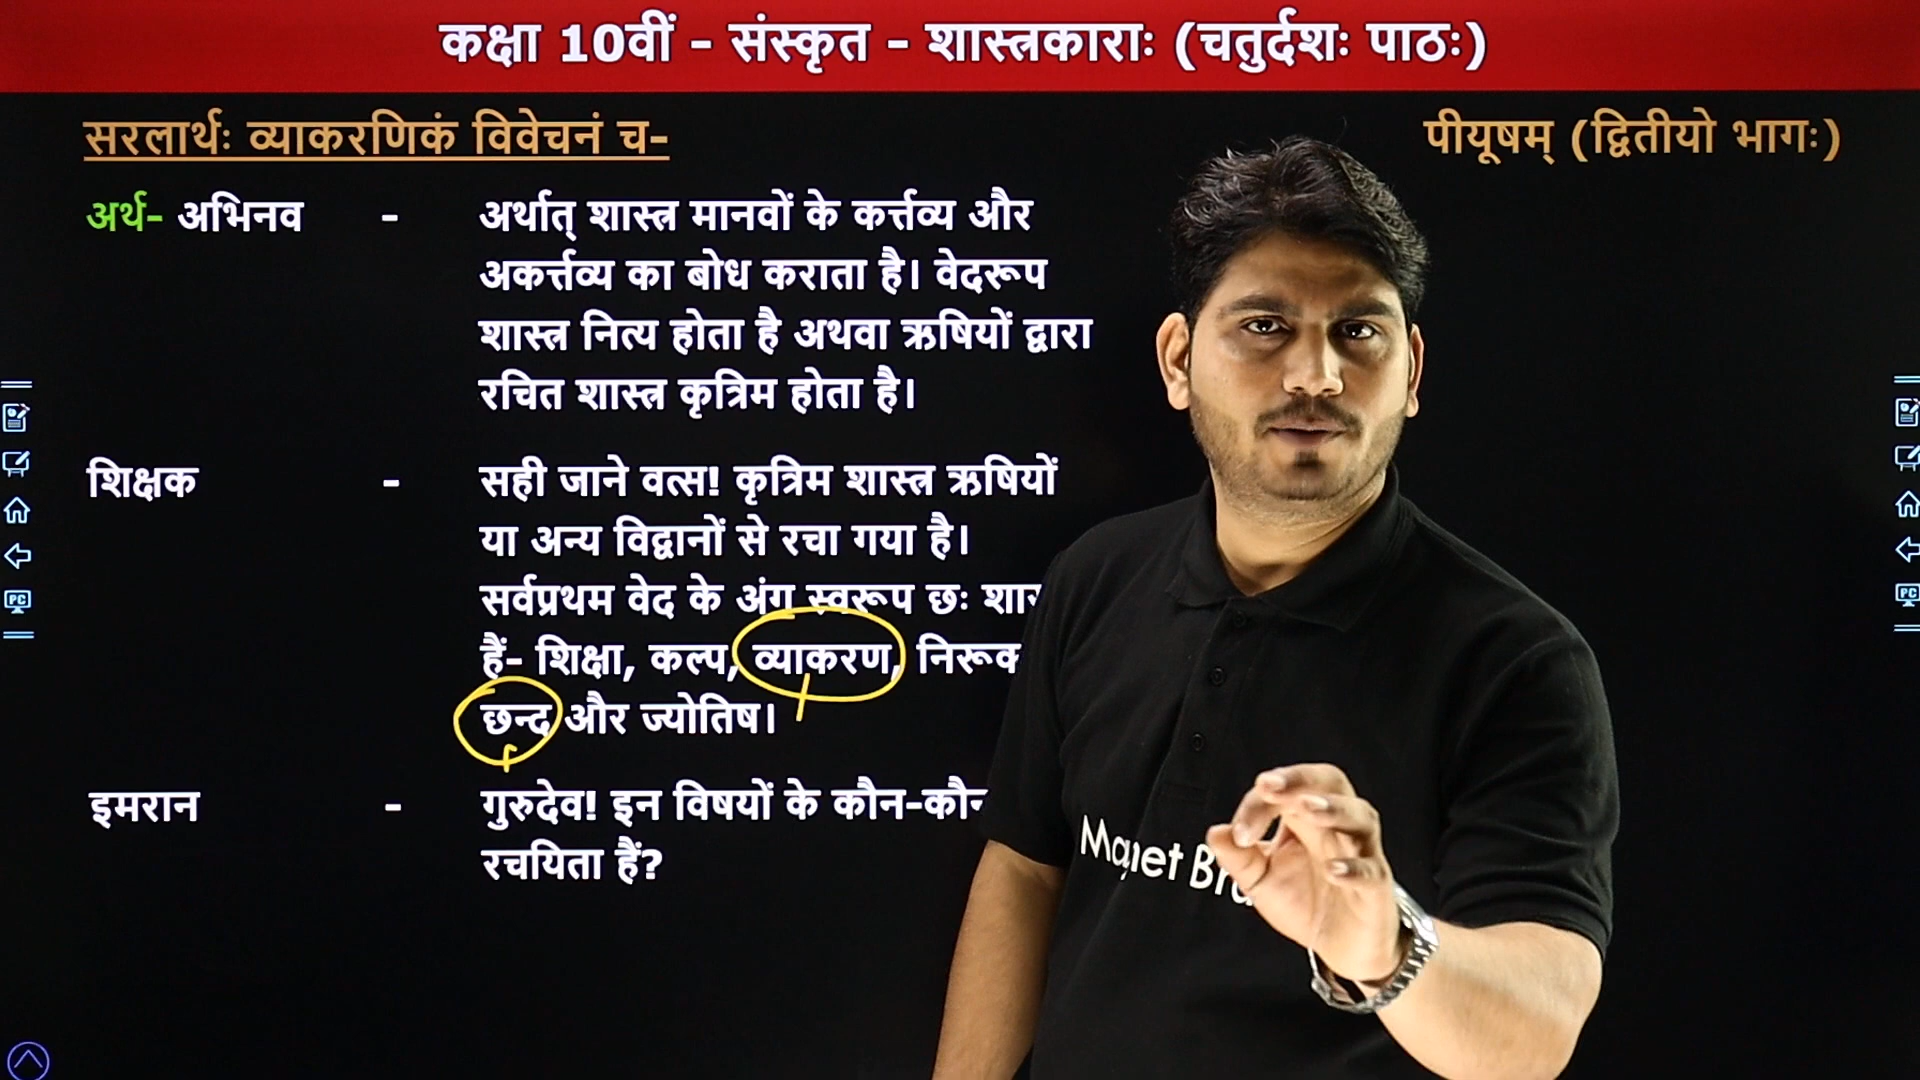 कक्षा 10वीं - संस्कृत - शास्त्रकाराः (चतुर्दशः पाठः)
सरलार्थः व्याकरणिकं विवेचनं च-
पीयूषम् (द्वितीयो भागः)
अर्थ- अभिनव - अर्थात् शास्त्र मानवों के कर्त्तव्य और
अकर्त्तव्य का बोध कराता है। वेदरूप
शास्त्र नित्य होता है अथवा ऋषियों द्वारा
रचित शास्त्र कृत्रिम होता है।
शिक्षक - सही जाने वत्स! कृत्रिम शास्त्र ऋषियों
या अन्य विद्वानों से रचा गया है।
सर्वप्रथम वेद के अंग स्वरूप छः
हैं- शिक्षा, कल्प, व्याकरण,
छन्द और ज्योतिष।
इमरान - गुरुदेव! इन विषयों के
रचयिता हैं?
PC
PC